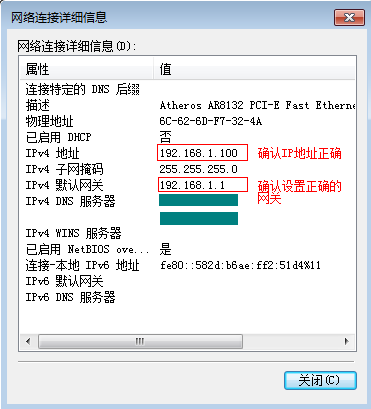 网络连接详细信息
网络连接详细信息(D):
属性 值
连接特定的 DNS 后缀
描述 Atheros AR8132 PCI-E Fast Etherne
物理地址 6C-62-6D-F7-32-4A
已启用 DHCP 否
IPv4 地址 192.168.1.100 确认IP地址正确
IPv4 子网掩码 255.255.255.0
IPv4 默认网关 192.168.1.1 确认设置正确的
网关
IPv4 DNS 服务器
IPv4 WINS 服务器
已启用 NetBIOS ove... 是
连接-本地 IPv6 地址 fe80::582d:b6ae:ff2:51d4%11
IPv6 默认网关
IPv6 DNS 服务器
关闭(C)